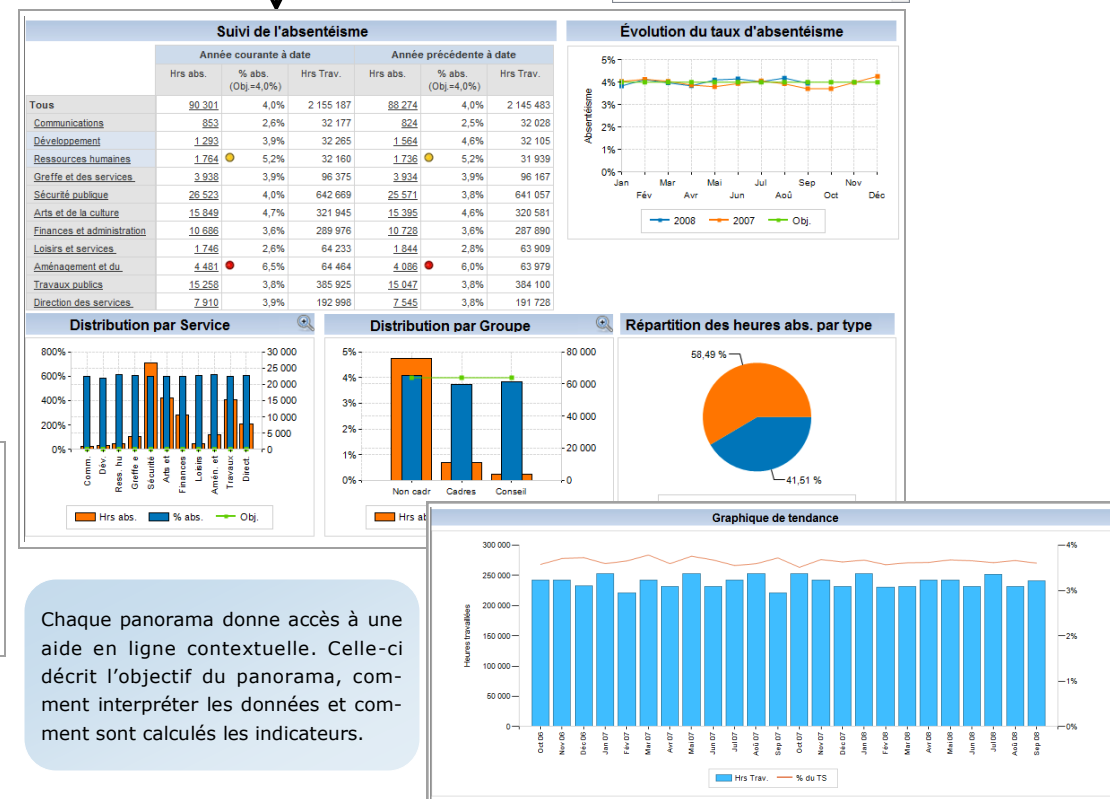 Suivi de l'absentéisme
Année courante à date Année précèdente à date
Hrs abs. % abs. (Obj.=4,0%) Hrs Trav. Hrs abs. % abs. (Obj.=4,0%) Hrs Trav.
Tous 90 301 4,0% 2 155 187 88 274 4,0% 2 145 483
Communications 853 2,6% 32 177 824 2,5% 32 028
Développement 1 293 3,9% 32 265 1 564 4,6% 32 105
Ressources humaines 1 764 5,2% 32 160 1 736 5,2% 31 939
Greffe et des services 3 938 3,9% 96 375 3 934 3,9% 96 167
Sécurité publique 26 523 4,0% 642 669 25 571 3,8% 641 057
Arts et de la culture 15 849 4,7% 321 945 15 395 4,6% 320 581
Finances et administration 10 686 3,6% 289 976 10 728 3,6% 287 890
Loisirs et services 1 746 2,6% 64 233 1 844 2,8% 63 909
Aménagement et du 4 481 6,5% 64 464 4 086 6,0% 63 979
Travaux publics 15 258 3,8% 385 925 15 047 3,8% 384 100
Direction des services 7 910 3,9% 192 998 7 545 3,8% 191 728
Évolution du taux d'absentéisme
Absentéisme
5%
4%
3%
2%
1%
0%
Jan Fév Mar Avr Mai Jun Jul Aoû Sep Oct Nov Déc
2008 2007 Obj.
Distribution par Service
800% 30 000
25 000
600% 20 000
400% 15 000
10 000
200% 5 000
0% 0
Comm. Dév. Ress. hu Greffe e Sécurité Arts et Finances Loisirs Amén. et Travaux Direct.
Hrs abs. % abs. Obj.
Distribution par Groupe
5% 80 000
4% 60 000
3% 40 000
2% 20 000
1%
0% 0
Non cadr Cadres Conseil
Hrs ab
Répartition des heures abs. par type
58,49 %
41,51 %
Graphique de tendance
Heures travaillées
300 000 4%
250 000
200 000 3%
150 000 2%
100 000 1%
50 000
0 0%
Oct 06 Nov 06 Déc 06 Jan 07 Fév 07 Mar 07 Avr 07 Mai 07 Jun 07 Jul 07 Aoû 07 Sep 07 Oct 07 Nov 07 Déc 07 Jan 08 Fév 08 Mar 08 Avr 08 Mai 08 Jun 08 Jul 08 Aoû 08 Sep 08
Hrs Trav. % du TS
Chaque panorama donne accès à une
aide en ligne contextuelle. Celle-ci
décrit l’objectif du panorama, com-
ment interpréter les données et com-
ment sont calculés les indicateurs.